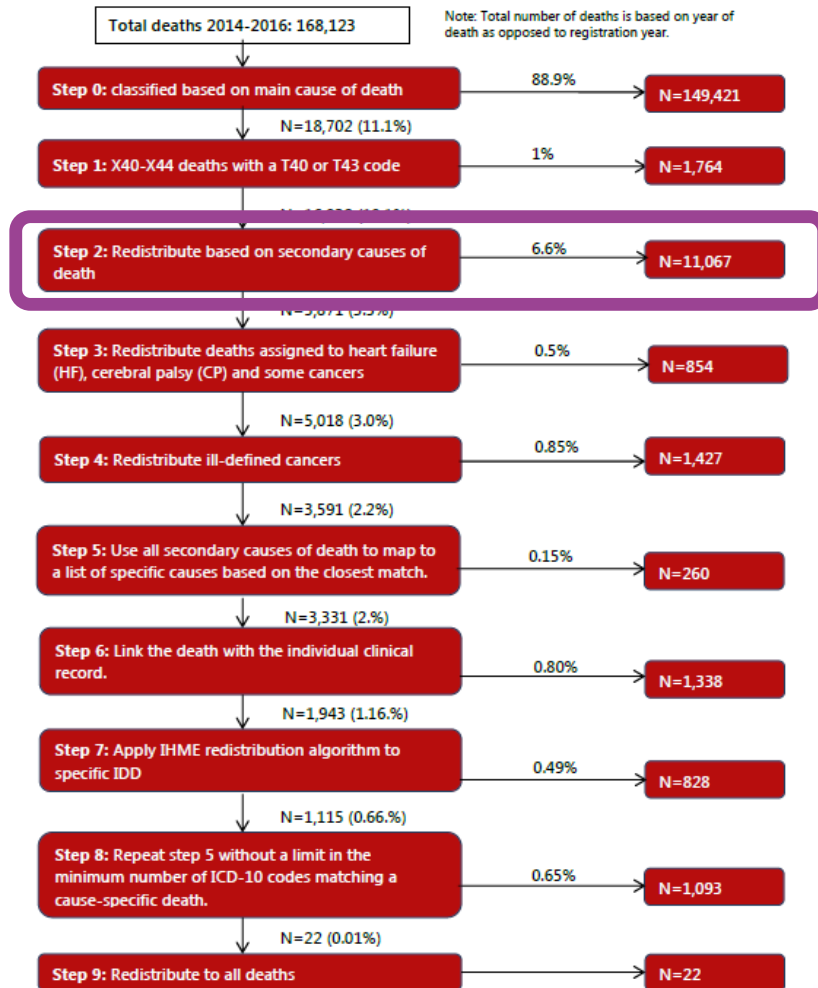 Total deaths 2014-2016: 168,123
Note: Total number of deaths is based on year of
death as opposed to registration year.
Step 0: classified based on main cause of death
88.9%
N=149,421
N=18,702 (11.1%)
Step 1: X40-X44 deaths with a T40 or T43 code
1%
N=1,764
Step 2: Redistribute based on secondary causes of
death
6.6%
N=11,067
Step 3: Redistribute deaths assigned to heart failure
(HF), cerebral palsy (CP) and some cancers
0.5%
N=854
N=5,018 (3.0%)
Step 4: Redistribute ill-defined cancers
0.85%
N=1,427
N=3,591 (2.2%)
Step 5: Use all secondary causes of death to map to
a list of specific causes based on the closest match.
0.15%
N=260
N=3,331 (2.%)
Step 6: Link the death with the individual clinical
record.
0.80%
N=1,338
N=1,943 (1.16.%)
Step 7: Apply IHME redistribution algorithm to
specific IDD
0.49%
N=828
N=1,115 (0.66.%)
Step 8: Repeat step 5 without a limit in the
minimum number of ICD-10 codes matching a
cause-specific death.
0.65%
N=1,093
N=22 (0.01%)
Step 9: Redistribute to all deaths
N=22